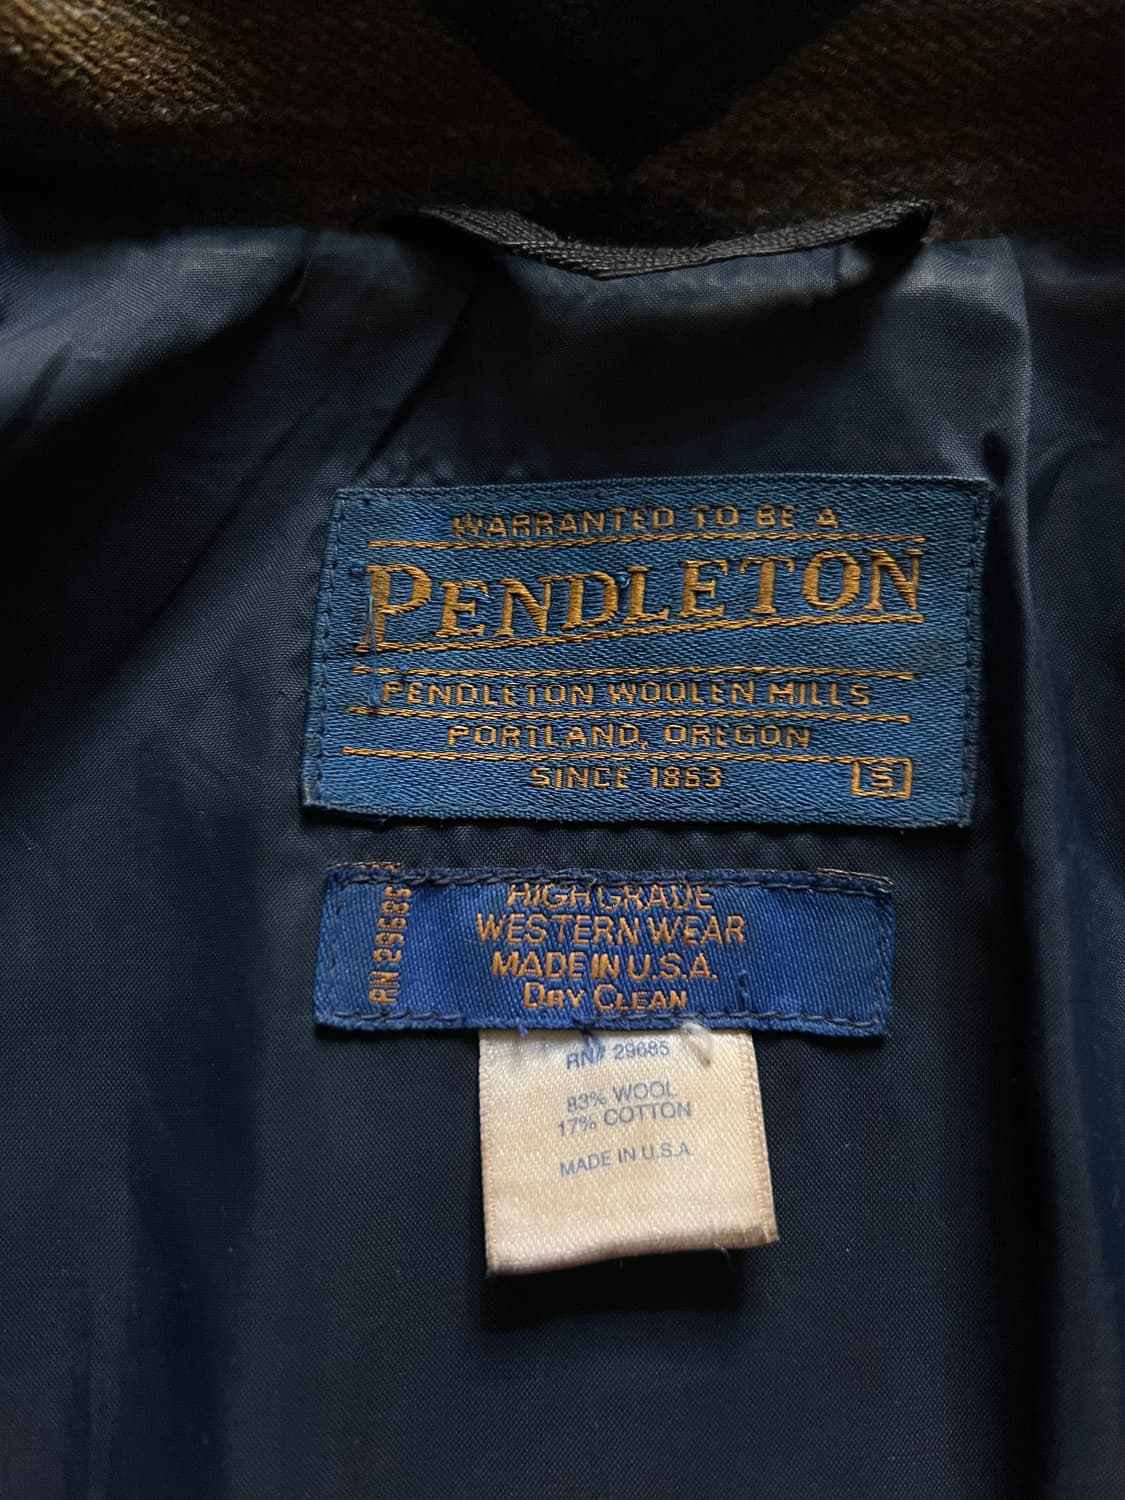 WARRANTED TO BE A
PENDLETON
PENDLETON WOOLEN MILLS
PORTLAND, OREGON
SINCE 1863
S
RN 29685
HIGH GRADE
WESTERN WEAR
MADE IN U.S.A.
DRY CLEAN
RN# 29685
83% WOOL
17% COTTON
MADE IN U.S.A.